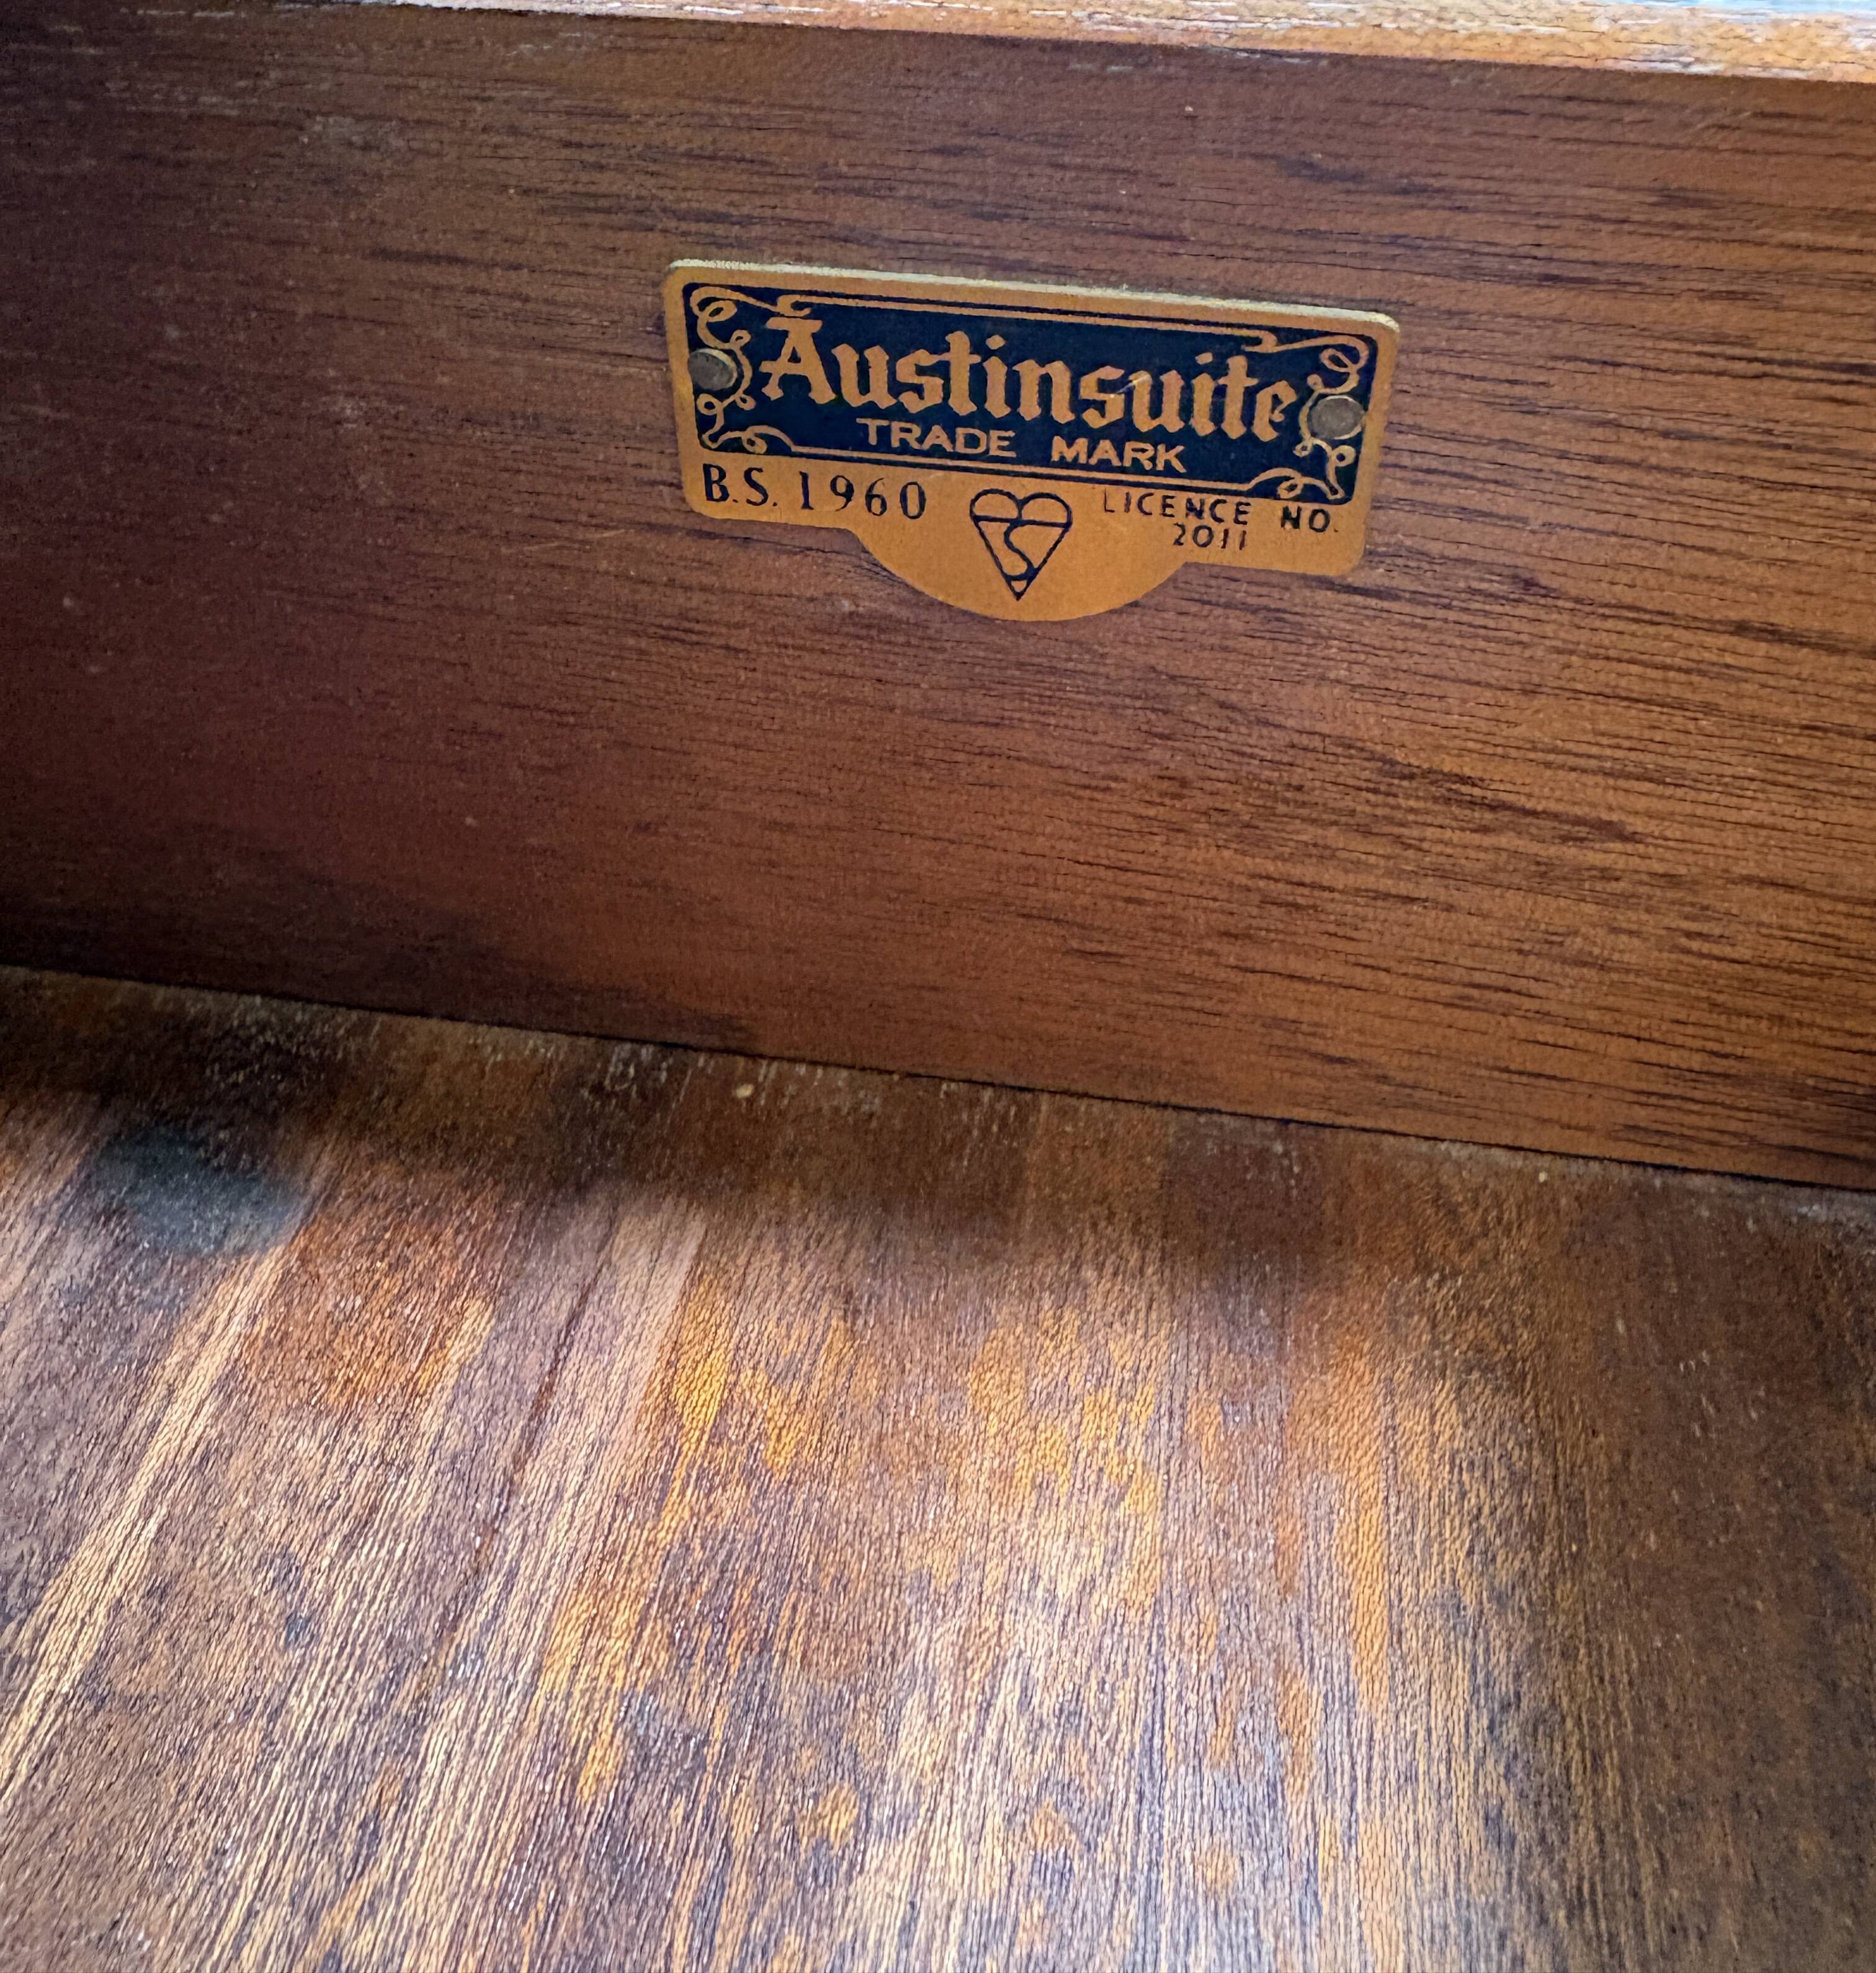 Austinsuite
TRADE MARK
B.S. 1960
LICENCE NO.
2011